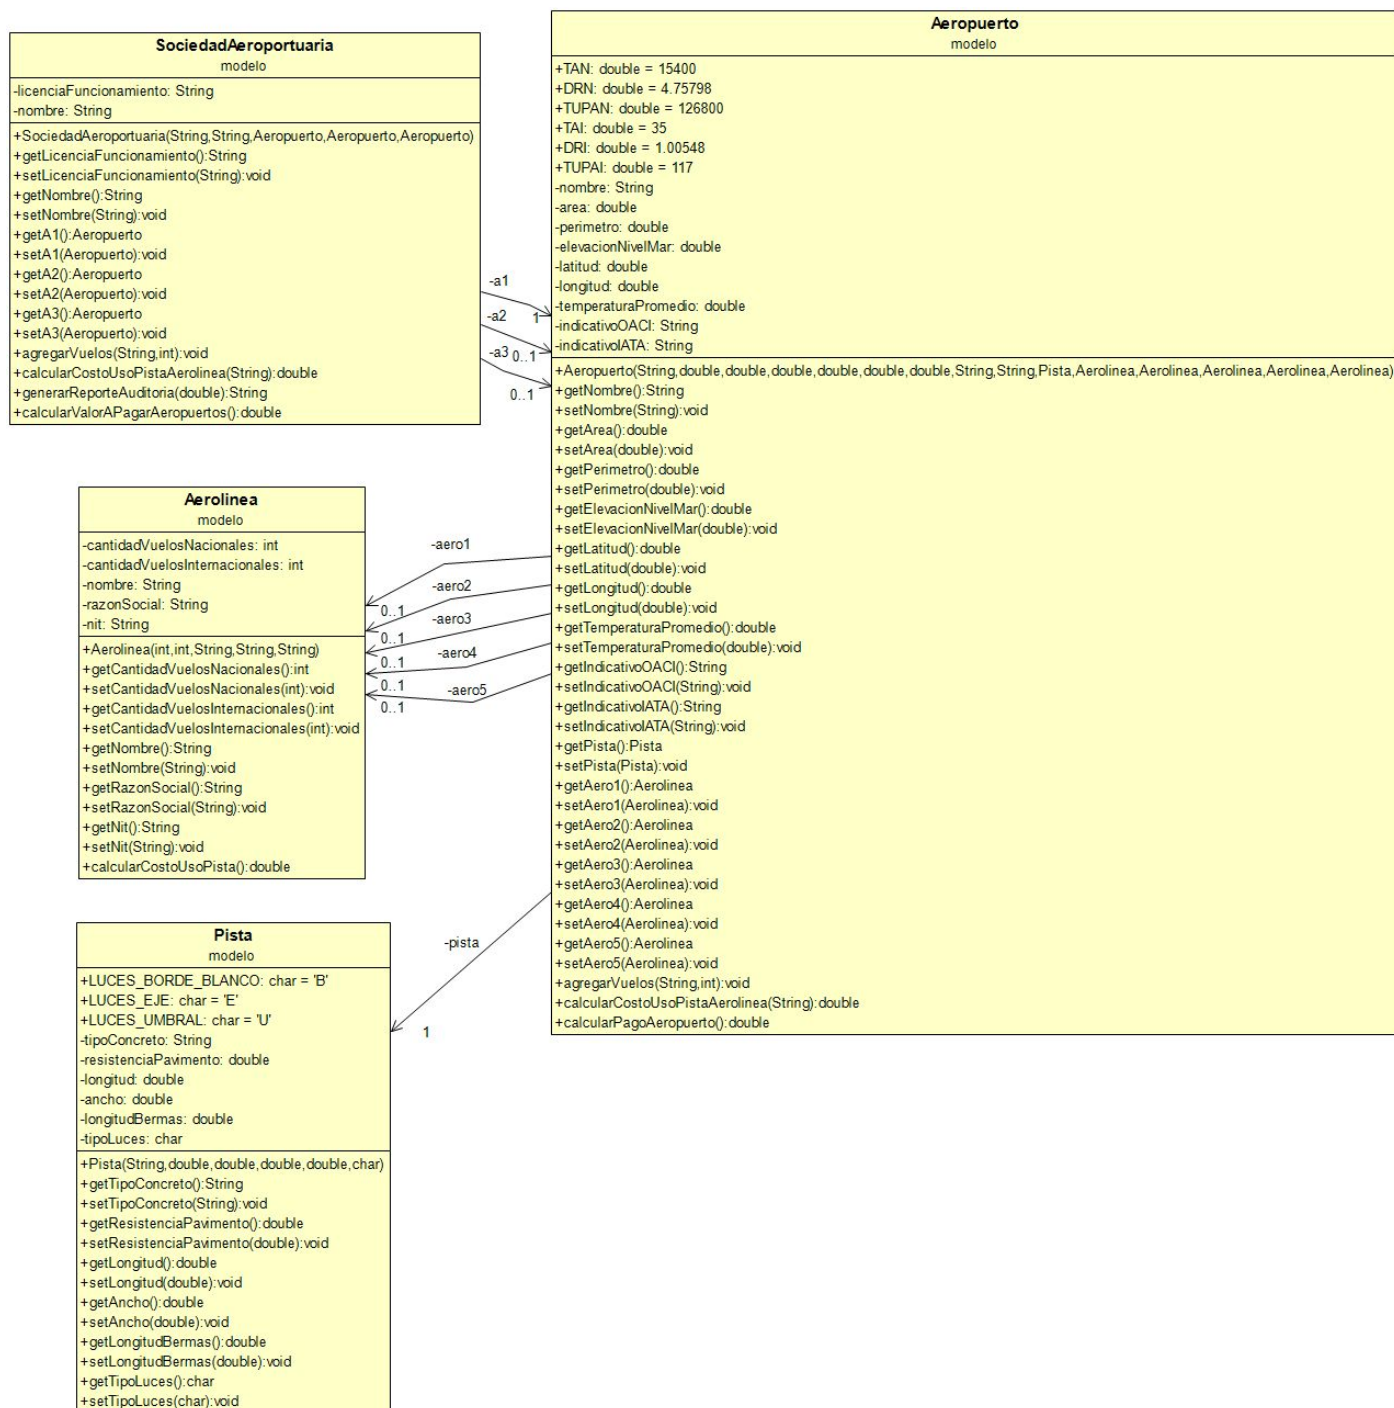 SociedadAeroportuaria
modelo
-licenciaFuncionamiento: String
-nombre: String
+SociedadAeroportuaria(String,String,Aeropuerto,Aeropuerto,Aeropuerto)
+getLicenciaFuncionamiento():String
+setLicenciaFuncionamiento(String):void
+getNombre():String
+setNombre(String):void
+getA1():Aeropuerto
+setA1(Aeropuerto):void
+getA2():Aeropuerto
+setA2(Aeropuerto):void
+getA3():Aeropuerto
+setA3(Aeropuerto):void
+agregarVuelos(String,int):void
+calcularCostoUsoPistaAerolinea(String):double
+generarReporteAuditoria(double):String
+calcularValorAPagarAeropuertos():double
-a1
1
-a2
0..1
-a3
0..1
Aeropuerto
modelo
+TAN: double = 15400
+DRN: double = 4.75798
+TUPAN: double = 126800
+TAI: double = 35
+DRI: double = 1.00548
+TUPAI: double = 117
-nombre: String
-area: double
-perimetro: double
-elevacionNivelMar: double
-latitud: double
-longitud: double
-temperaturaPromedio: double
-indicativoOACI: String
-indicativoIATA: String
+Aeropuerto(String,double,double,double,double,double,double,String,String,Pista,Aerolinea,Aerolinea,Aerolinea,Aerolinea,Aerolinea)
+getNombre():String
+setNombre(String):void
+getArea():double
+setArea(double):void
+getPerimetro():double
+setPerimetro(double):void
+getElevacionNivelMar():double
+setElevacionNivelMar(double):void
+getLatitud():double
+setLatitud(double):void
+getLongitud():double
+setLongitud(double):void
+getTemperaturaPromedio():double
+setTemperaturaPromedio(double):void
+getIndicativoOACI():String
+setIndicativoOACI(String):void
+getIndicativoIATA():String
+setIndicativoIATA(String):void
+getPista():Pista
+setPista(Pista):void
+getAero1():Aerolinea
+setAero1(Aerolinea):void
+getAero2():Aerolinea
+setAero2(Aerolinea):void
+getAero3():Aerolinea
+setAero3(Aerolinea):void
+getAero4():Aerolinea
+setAero4(Aerolinea):void
+getAero5():Aerolinea
+setAero5(Aerolinea):void
+agregarVuelos(String,int):void
+calcularCostoUsoPistaAerolinea(String):double
+calcularPagoAeropuerto():double
Aerolinea
modelo
-cantidadVuelosNacionales: int
-cantidadVuelosInternacionales: int
-nombre: String
-razonSocial: String
-nit: String
+Aerolinea(int,int,String,String,String)
+getCantidadVuelosNacionales():int
+setCantidadVuelosNacionales(int):void
+getCantidadVuelosInternacionales():int
+setCantidadVuelosInternacionales(int):void
+getNombre():String
+setNombre(String):void
+getRazonSocial():String
+setRazonSocial(String):void
+getNit():String
+setNit(String):void
+calcularCostoUsoPista():double
-aero1
0..1
-aero2
0..1
-aero3
0..1
-aero4
0..1
-aero5
0..1
-pista
1
Pista
modelo
+LUCES_BORDE_BLANCO: char = 'B'
+LUCES_EJE: char = 'E'
+LUCES_UMBRAL: char = 'U'
-tipoConcreto: String
-resistenciaPavimento: double
-longitud: double
-ancho: double
-longitudBermas: double
-tipoLuces: char
+Pista(String,double,double,double,double,char)
+getTipoConcreto():String
+setTipoConcreto(String):void
+getResistenciaPavimento():double
+setResistenciaPavimento(double):void
+getLongitud():double
+setLongitud(double):void
+getAncho():double
+setAncho(double):void
+getLongitudBermas():double
+setLongitudBermas(double):void
+getTipoLuces():char
+setTipoLuces(char):void